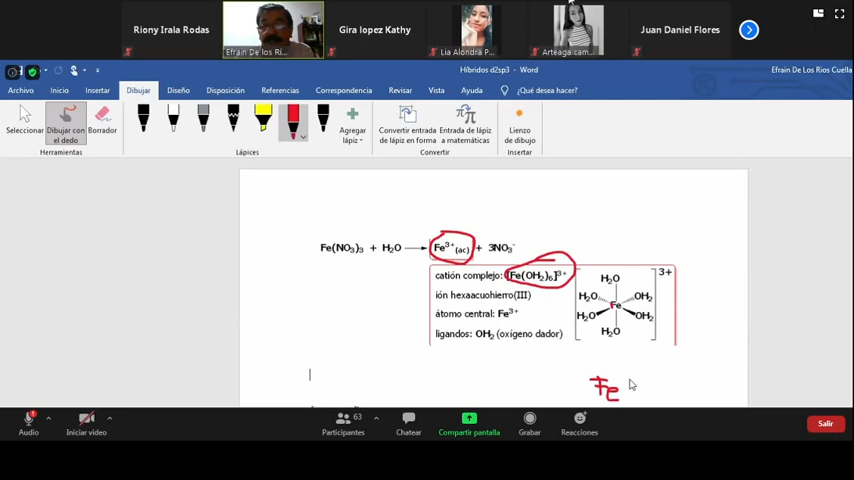 Riony Irala Rodas
Efrain De los Rí...
Gira lopez Kathy
Lia Alondra P...
Arteaga cam...
Juan Daniel Flores
Híbridos d2sp3 - Word
Efrain De Los Rios Cuella
Archivo Inicio Insertar Dibujar Diseño Disposición Referencias Correspondencia Revisar Vista Ayuda ¿Qué desea hacer?
Seleccionar
Dibujar con el dedo
Borrador
Agregar lápiz
Convertir entrada de lápiz en forma
Entrada de lápiz a matemáticas
Lienzo de dibujo
Herramientas
Lápices
Convertir
Insertar
Fe(NO₃)₃ + H₂O ⟶ Fe³⁺(ac) + 3NO₃⁻
catión complejo: [Fe(OH₂)₆]³⁺
ión hexaacuohierro(III)
átomo central: Fe³⁺
ligandos: OH₂ (oxígeno dador)
3+
H₂O
H₂O OH₂
Fe
H₂O OH₂
H₂O
Fe
Audio
Iniciar video
63
Participantes
Chatear
Compartir pantalla
Grabar
Reacciones
Salir